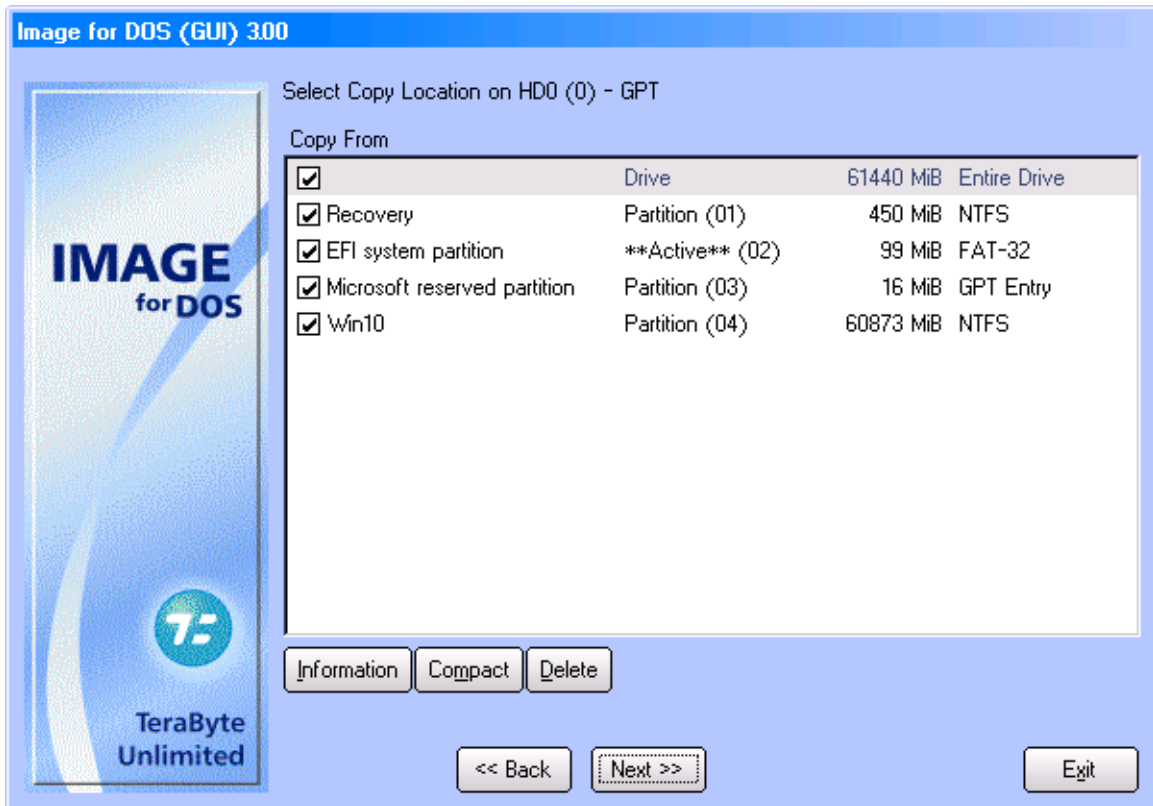 Image for DOS (GUI) 3.00
Select Copy Location on HD0 (0) - GPT
Copy From
Drive 61440 MiB Entire Drive
Recovery Partition (01) 450 MiB NTFS
EFI system partition **Active** (02) 99 MiB FAT-32
Microsoft reserved partition Partition (03) 16 MiB GPT Entry
Win10 Partition (04) 60873 MiB NTFS
IMAGE
for DOS
TeraByte
Unlimited
Information Compact Delete
<< Back Next >> Exit